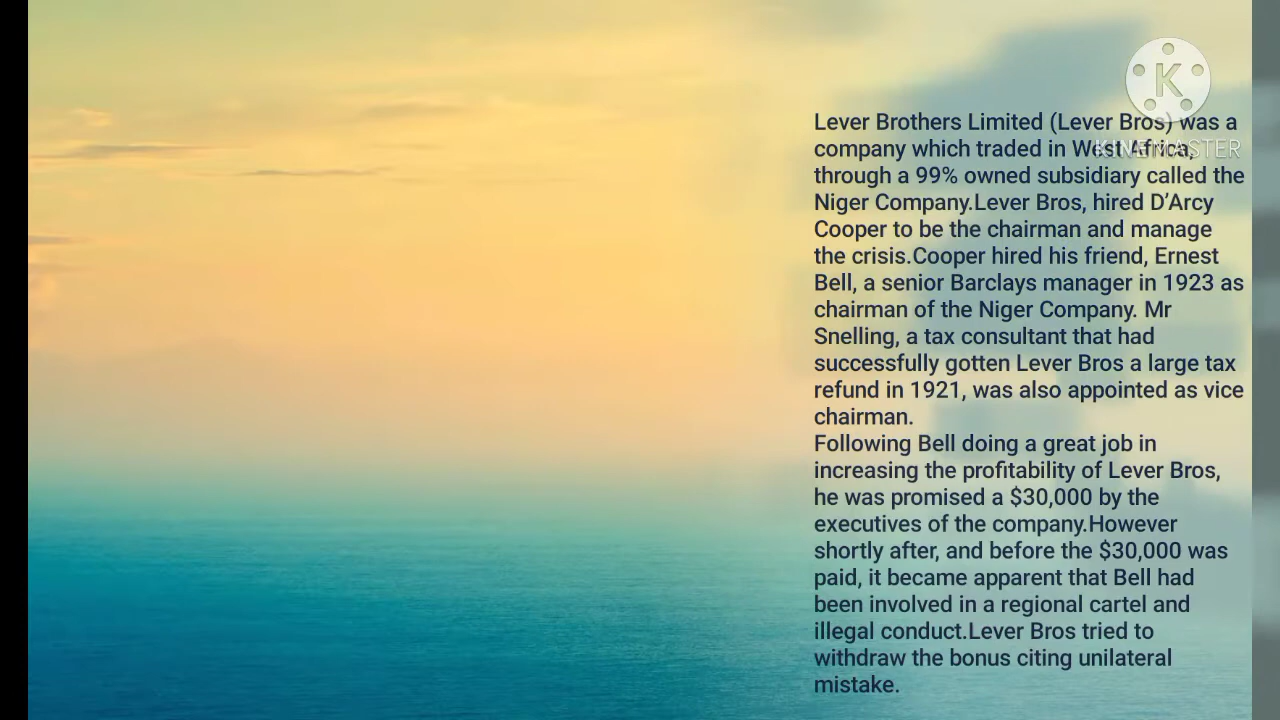 K
KINEMASTER
Lever Brothers Limited (Lever Bros) was a
company which traded in West Africa,
through a 99% owned subsidiary called the
Niger Company.Lever Bros, hired D’Arcy
Cooper to be the chairman and manage
the crisis.Cooper hired his friend, Ernest
Bell, a senior Barclays manager in 1923 as
chairman of the Niger Company. Mr
Snelling, a tax consultant that had
successfully gotten Lever Bros a large tax
refund in 1921, was also appointed as vice
chairman.
Following Bell doing a great job in
increasing the profitability of Lever Bros,
he was promised a $30,000 by the
executives of the company.However
shortly after, and before the $30,000 was
paid, it became apparent that Bell had
been involved in a regional cartel and
illegal conduct.Lever Bros tried to
withdraw the bonus citing unilateral
mistake.